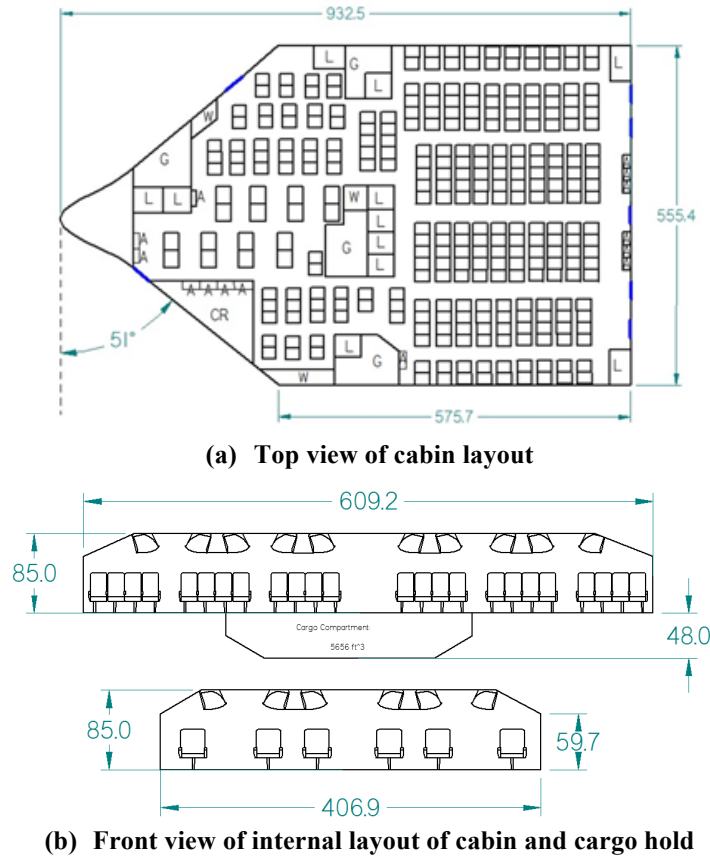 932.5
L G L
L
W
G
L L A W L
L 555.4
A G L
A L
A A A A
CR
51°
L G A L
W
575.7
(a) Top view of cabin layout
609.2
85.0
Cargo Compartment:
5656 ft^3
48.0
85.0
59.7
406.9
(b) Front view of internal layout of cabin and cargo hold